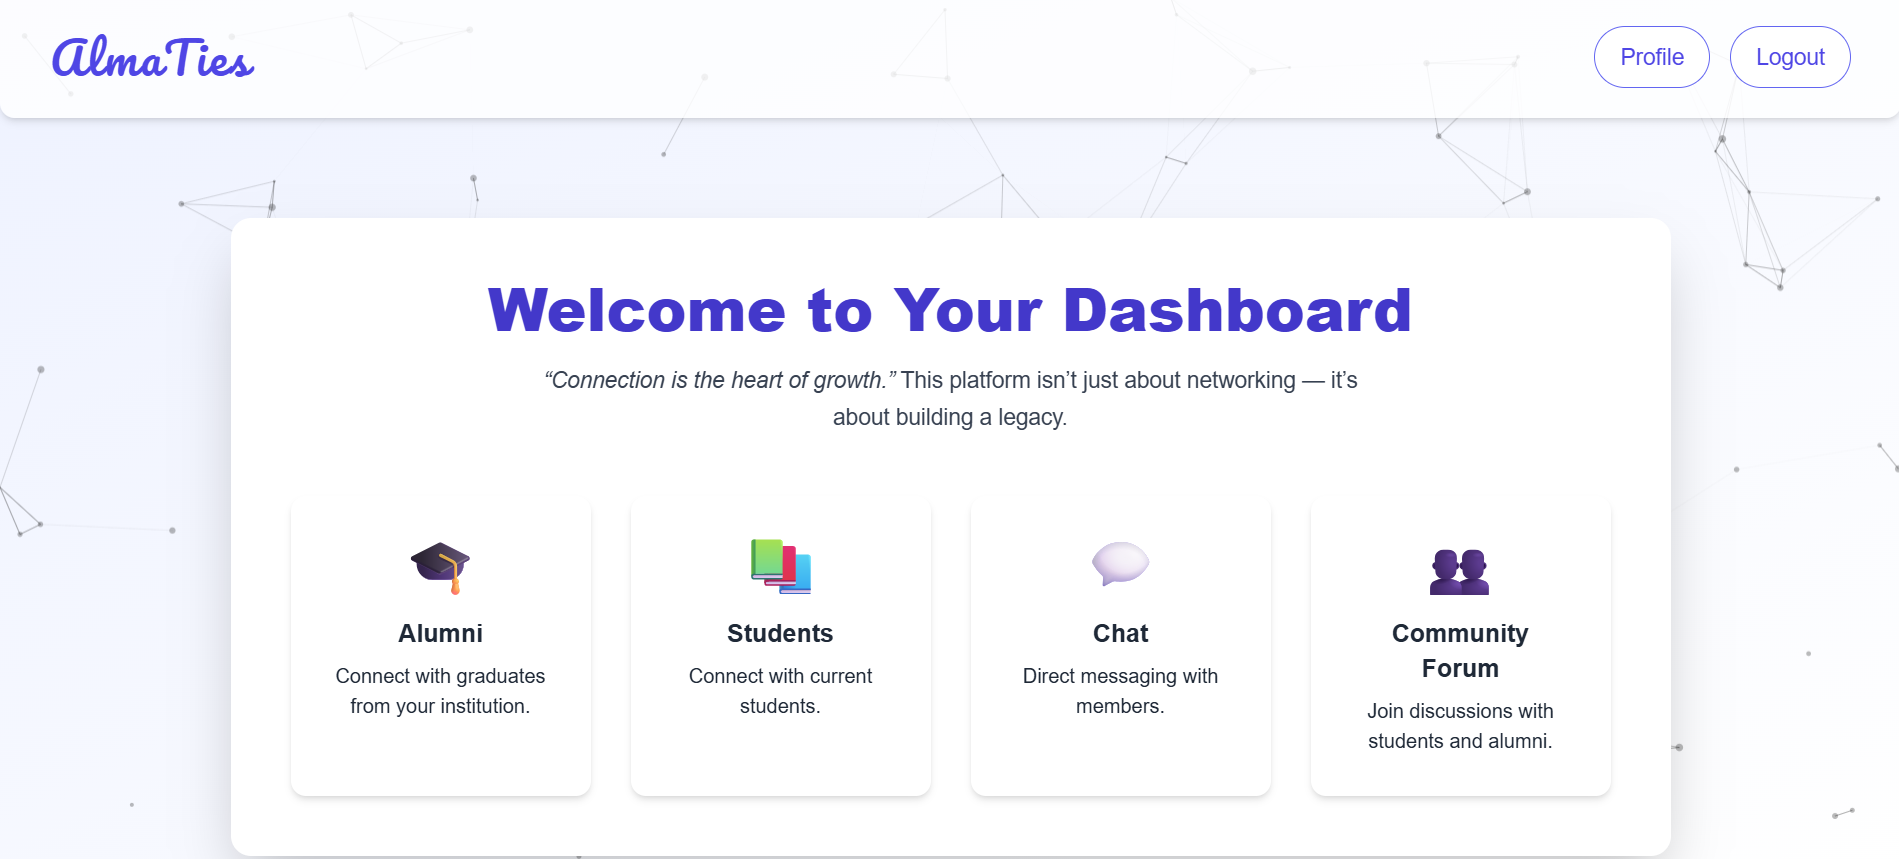 AlmaTies
Profile
Logout
Welcome to Your Dashboard
“Connection is the heart of growth.” This platform isn’t just about networking — it’s
about building a legacy.
Alumni
Connect with graduates
from your institution.
Students
Connect with current
students.
Chat
Direct messaging with
members.
Community
Forum
Join discussions with
students and alumni.